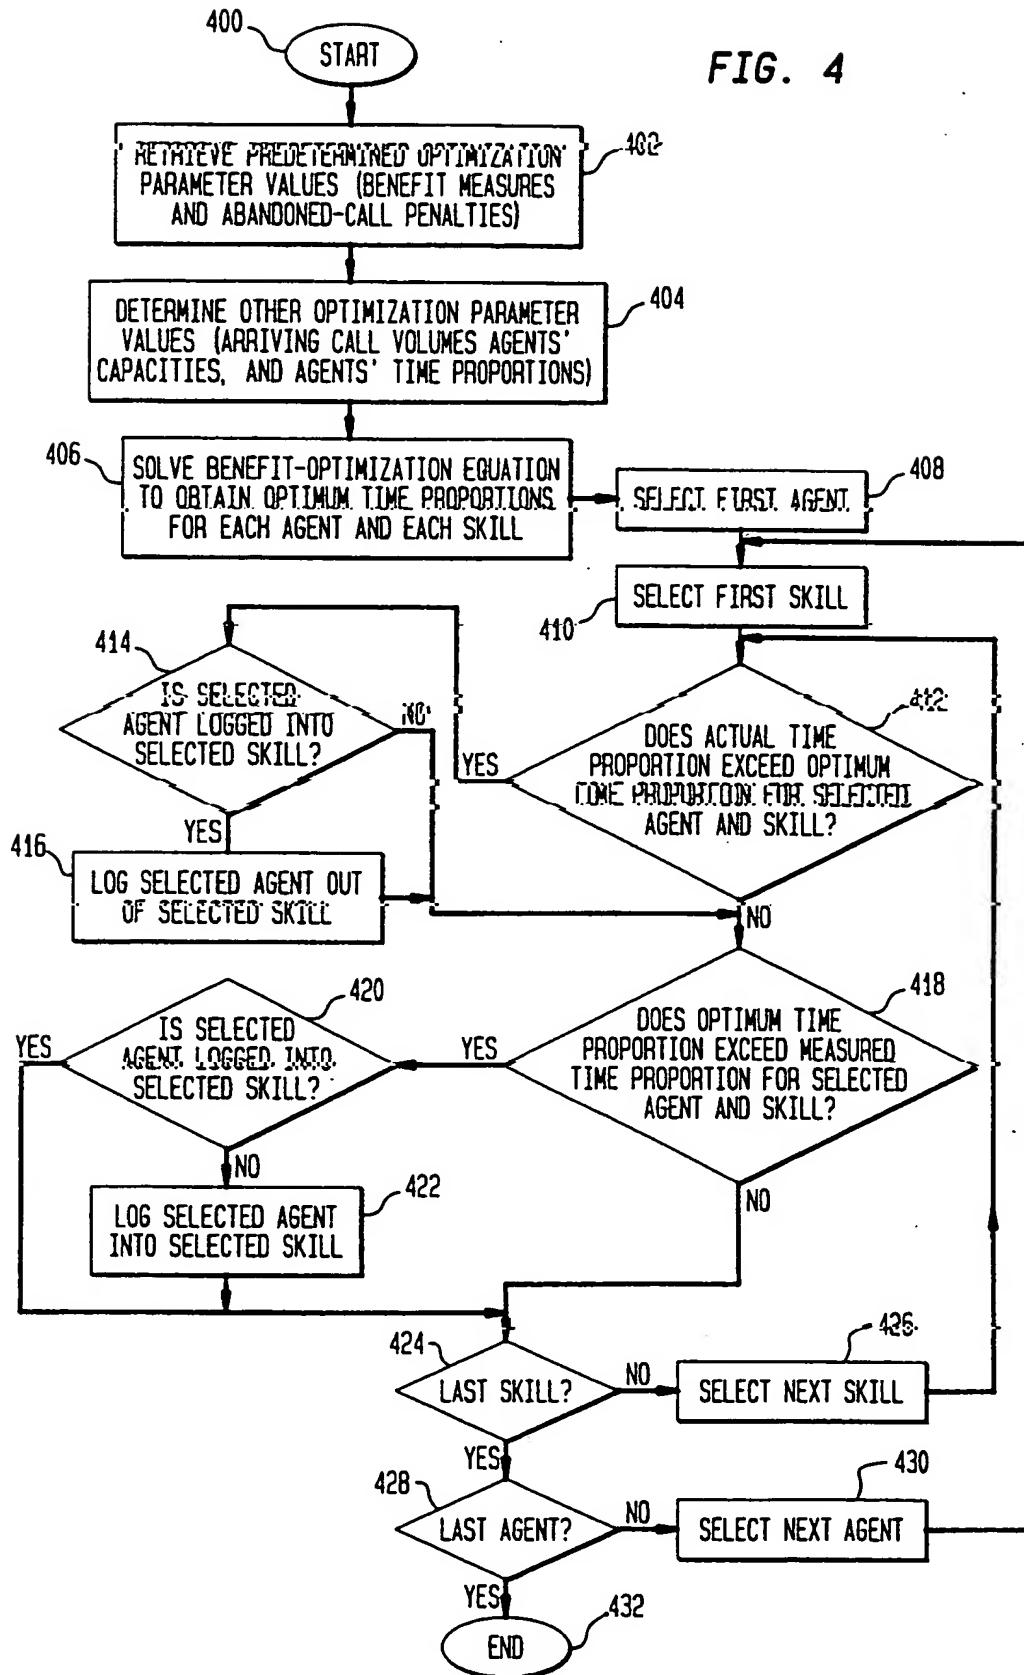 FIG. 4
400
START
402
RETRIEVE PREDETERMINED OPTIMIZATION
PARAMETER VALUES (BENEFIT MEASURES
AND ABANDONED-CALL PENALTIES)
404
DETERMINE OTHER OPTIMIZATION PARAMETER
VALUES (ARRIVING CALL VOLUMES AGENTS'
CAPACITIES, AND AGENTS' TIME PROPORTIONS)
406
SOLVE BENEFIT-OPTIMIZATION EQUATION
TO OBTAIN OPTIMUM TIME PROPORTIONS
FOR EACH AGENT AND EACH SKILL
408
SELECT FIRST AGENT
410
SELECT FIRST SKILL
412
DOES ACTUAL TIME
PROPORTION EXCEED OPTIMUM
TIME PROPORTION FOR SELECTED
AGENT AND SKILL?
YES
NO
414
IS SELECTED
AGENT LOGGED INTO
SELECTED SKILL?
NO
YES
416
LOG SELECTED AGENT OUT
OF SELECTED SKILL
418
DOES OPTIMUM TIME
PROPORTION EXCEED MEASURED
TIME PROPORTION FOR SELECTED
AGENT AND SKILL?
YES
NO
420
IS SELECTED
AGENT LOGGED INTO
SELECTED SKILL?
YES
NO
422
LOG SELECTED AGENT
INTO SELECTED SKILL
424
LAST SKILL?
NO
YES
426
SELECT NEXT SKILL
428
LAST AGENT?
NO
YES
430
SELECT NEXT AGENT
432
END